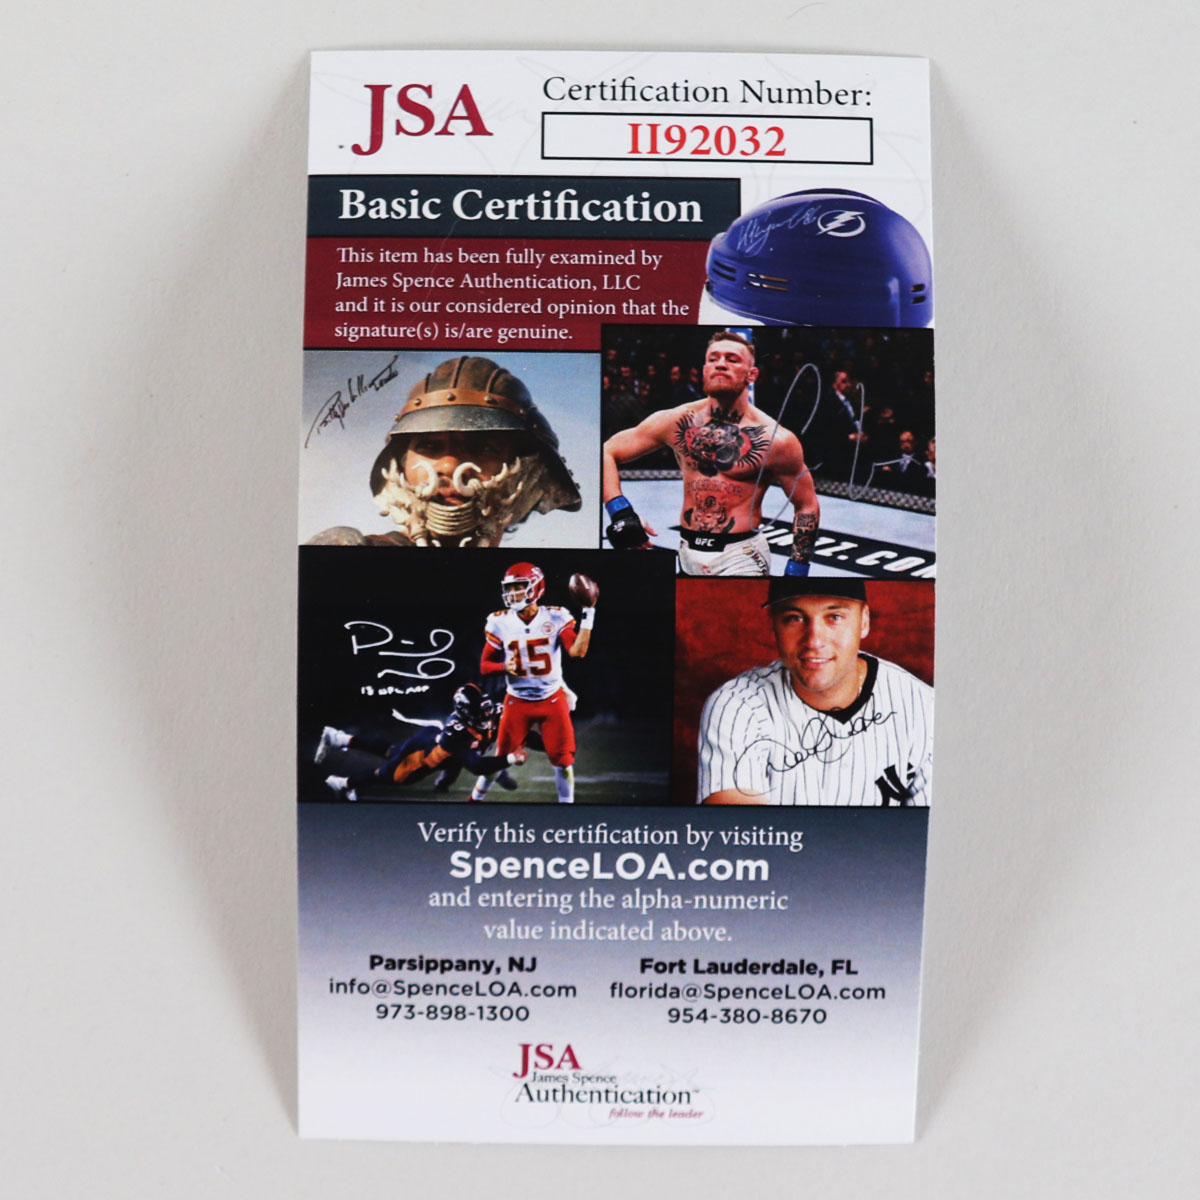 JSA
Certification Number:
II92032
Basic Certification
This item has been fully examined by
James Spence Authentication, LLC
and it is our considered opinion that the
signature(s) is/are genuine.
UFC
15
Verify this certification by visiting
SpenceLOA.com
and entering the alpha-numeric
value indicated above.
Parsippany, NJ
info@SpenceLOA.com
973-898-1300
Fort Lauderdale, FL
florida@SpenceLOA.com
954-380-8670
JSA
James Spence
Authentication™
follow the leader